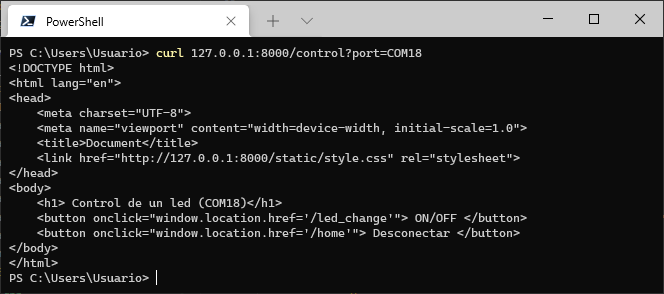 PowerShell
PS C:\Users\Usuario> curl 127.0.0.1:8000/control?port=COM18
<!DOCTYPE html>
<html lang="en">
<head>
    <meta charset="UTF-8">
    <meta name="viewport" content="width=device-width, initial-scale=1.0">
    <title>Document</title>
    <link href="http://127.0.0.1:8000/static/style.css" rel="stylesheet">
</head>
<body>
    <h1> Control de un led (COM18)</h1>
    <button onclick="window.location.href='/led_change'"> ON/OFF </button>
    <button onclick="window.location.href='/home'"> Desconectar </button>
</body>
</html>
PS C:\Users\Usuario>